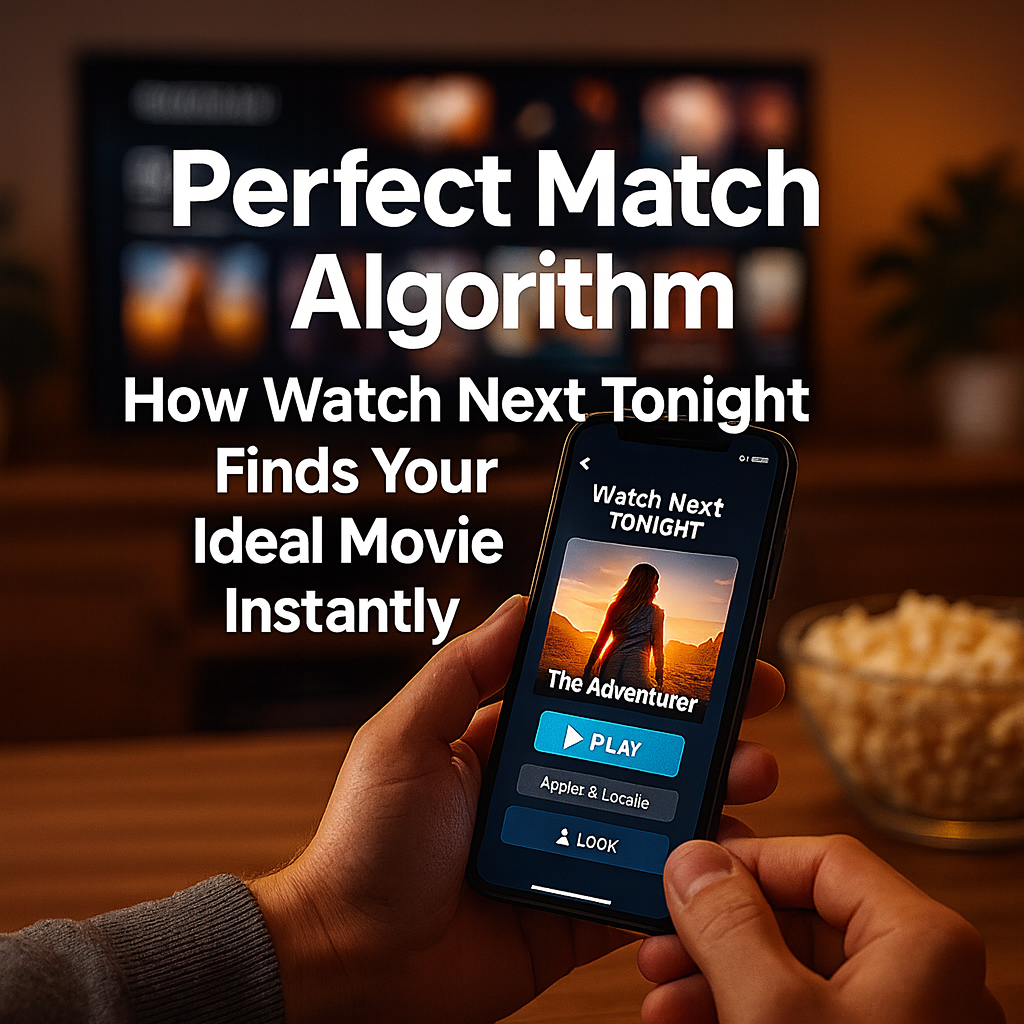 Perfect Match
Algorithm
How Watch Next Tonight
Finds Your
Ideal Movie
Instantly
Watch Next
TONIGHT
The Adventurer
PLAY
Appler & Localie
LOOK